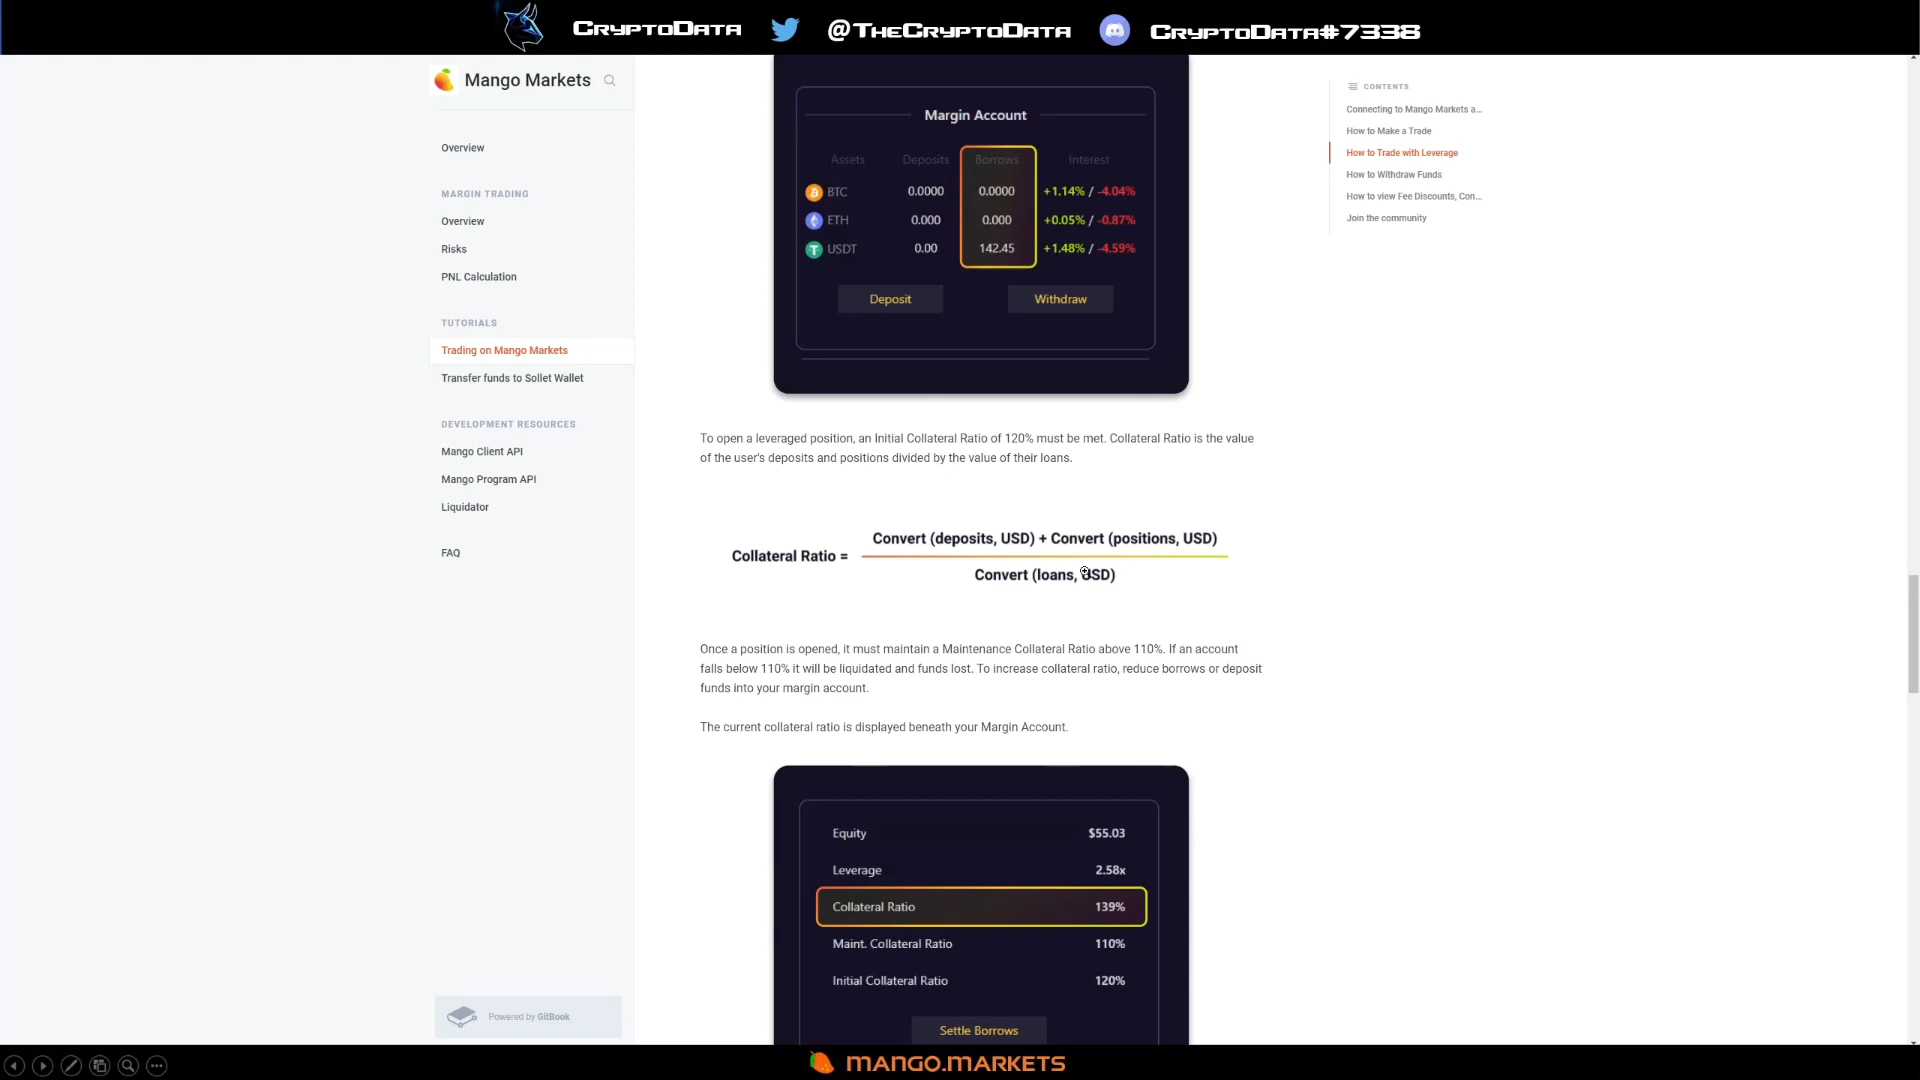 CryptoData @TheCryptoData CryptoData#7338
Mango Markets
Overview
MARGIN TRADING
Overview
Risks
PNL Calculation
TUTORIALS
Trading on Mango Markets
Transfer funds to Sollet Wallet
DEVELOPMENT RESOURCES
Mango Client API
Mango Program API
Liquidator
FAQ
Powered by GitBook
Margin Account
Assets Deposits Borrows Interest
BTC 0.0000 0.0000 +1.14% / -4.04%
ETH 0.000 0.000 +0.05% / -0.87%
USDT 0.00 142.45 +1.48% / -4.59%
Deposit Withdraw
To open a leveraged position, an Initial Collateral Ratio of 120% must be met. Collateral Ratio is the value
of the user's deposits and positions divided by the value of their loans.
Convert (deposits, USD) + Convert (positions, USD)
Collateral Ratio =
Convert (loans, USD)
Once a position is opened, it must maintain a Maintenance Collateral Ratio above 110%. If an account
falls below 110% it will be liquidated and funds lost. To increase collateral ratio, reduce borrows or deposit
funds into your margin account.
The current collateral ratio is displayed beneath your Margin Account.
Equity $55.03
Leverage 2.58x
Collateral Ratio 139%
Maint. Collateral Ratio 110%
Initial Collateral Ratio 120%
Settle Borrows
CONTENTS
Connecting to Mango Markets a...
How to Make a Trade
How to Trade with Leverage
How to Withdraw Funds
How to view Fee Discounts, Con...
Join the community
MANGO.MARKETS